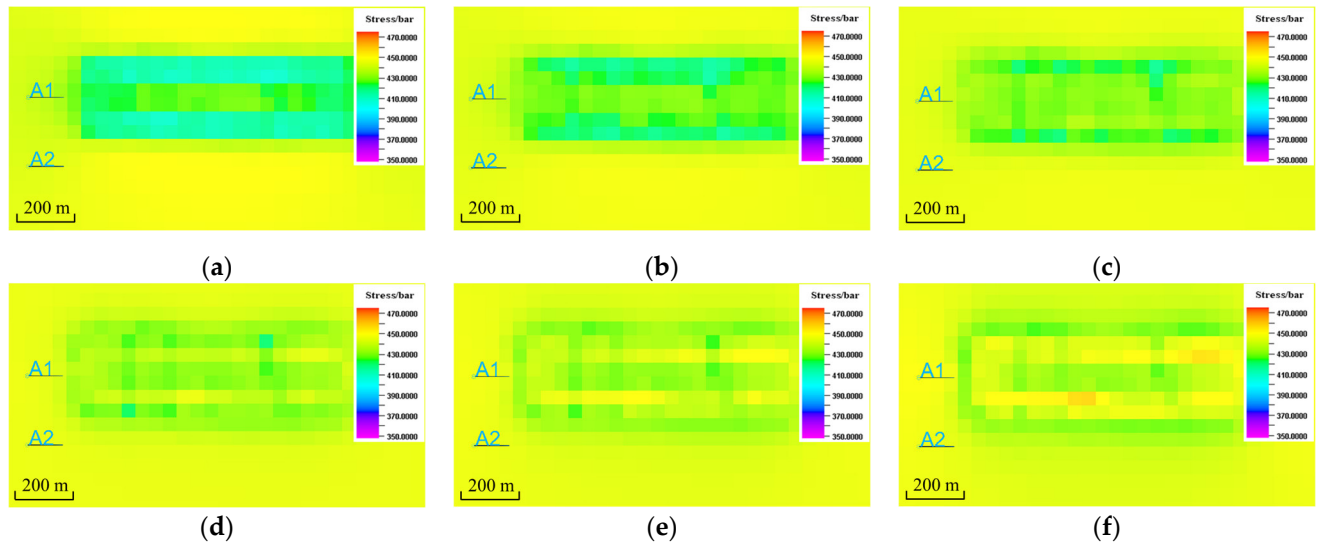 Stress/bar
470.0000
450.0000
430.0000
410.0000
390.0000
370.0000
350.0000
A1
A2
200 m
(a)
Stress/bar
470.0000
450.0000
430.0000
410.0000
390.0000
370.0000
350.0000
A1
A2
200 m
(b)
Stress/bar
470.0000
450.0000
430.0000
410.0000
390.0000
370.0000
350.0000
A1
A2
200 m
(c)
Stress/bar
470.0000
450.0000
430.0000
410.0000
390.0000
370.0000
350.0000
A1
A2
200 m
(d)
Stress/bar
470.0000
450.0000
430.0000
410.0000
390.0000
370.0000
350.0000
A1
A2
200 m
(e)
Stress/bar
470.0000
450.0000
430.0000
410.0000
390.0000
370.0000
350.0000
A1
A2
200 m
(f)